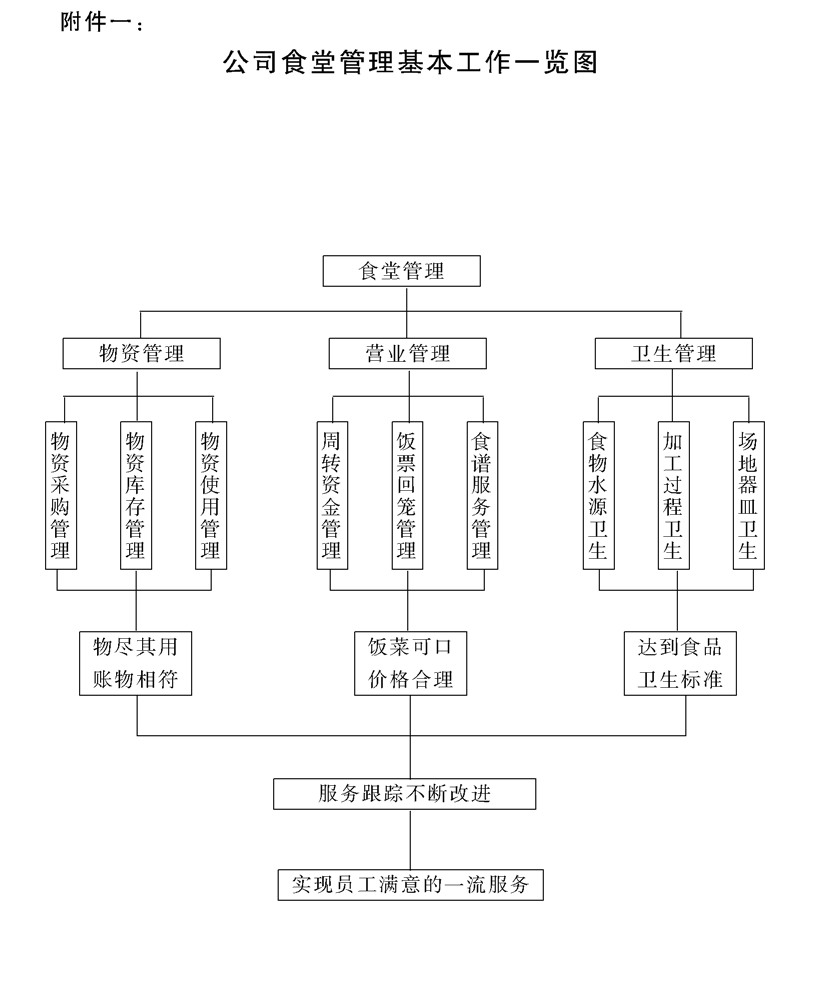 附件一：
公司食堂管理基本工作一览图
食堂管理
物资管理
营业管理
卫生管理
物资采购管理
物资库存管理
物资使用管理
周转资金管理
饭票回笼管理
食谱服务管理
食物水源卫生
加工过程卫生
场地器皿卫生
物尽其用
账物相符
饭菜可口
价格合理
达到食品
卫生标准
服务跟踪不断改进
实现员工满意的一流服务